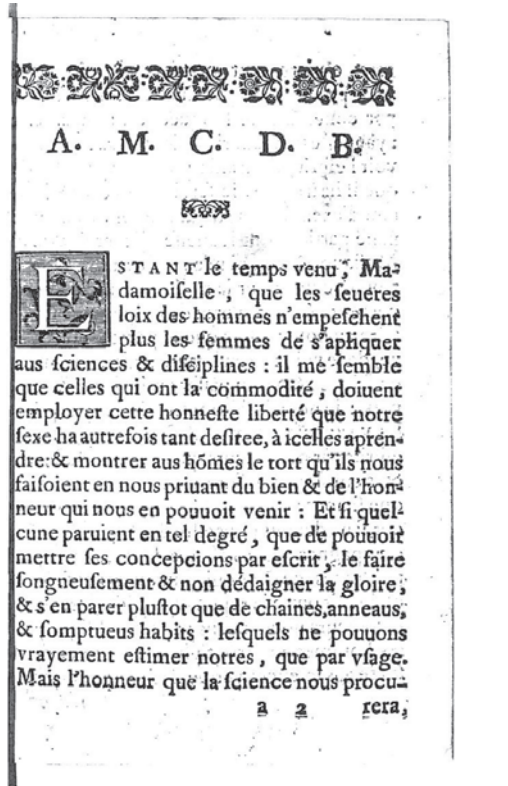 A. M. C. D. B.
ESTANT le temps venu, Ma-
damoiſelle, que les ſeueres
loix des hommes n'empeſchent
plus les femmes de s'apliquer
aus ſciences & diſciplines : il me ſemble
que celles qui ont la commodité, doiuent
employer cette honneſte liberté que notre
ſexe ha autrefois tant deſiree, à icelles apren-
dre: & montrer aus hõmes le tort qu'ils nous
faiſoient en nous priuant du bien & de l'hon-
neur qui nous en pouuoit venir : Et ſi quel-
cune paruient en tel degré, que de pouuoir
mettre ſes concepcions par eſcrit, le faire
ſongneuſement & non dédaigner la gloire,
& s'en parer pluſtot que de chaines, anneaus,
& ſomptueus habits : leſquels ne pouuons
vrayement eſtimer notres, que par vſage.
Mais l'honneur que la ſcience nous procu-
a 2 rera,